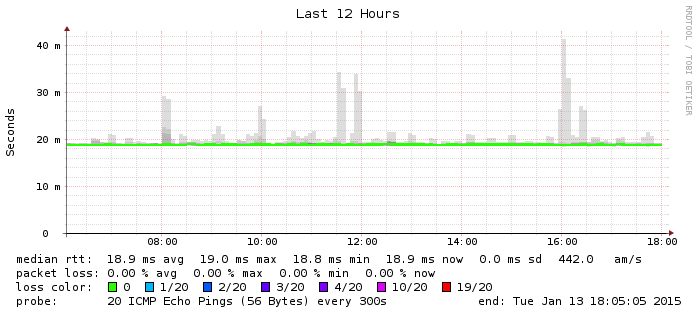 Last 12 Hours
RRDTOOL / TOBI OETIKER
Seconds
40 m
30 m
20 m
10 m
0
08:00 10:00 12:00 14:00 16:00 18:00
median rtt: 18.9 ms avg 19.0 ms max 18.8 ms min 18.9 ms now 0.0 ms sd 442.0 am/s
packet loss: 0.00 % avg 0.00 % max 0.00 % min 0.00 % now
loss color: 0 1/20 2/20 3/20 4/20 10/20 19/20
probe: 20 ICMP Echo Pings (56 Bytes) every 300s end: Tue Jan 13 18:05:05 2015